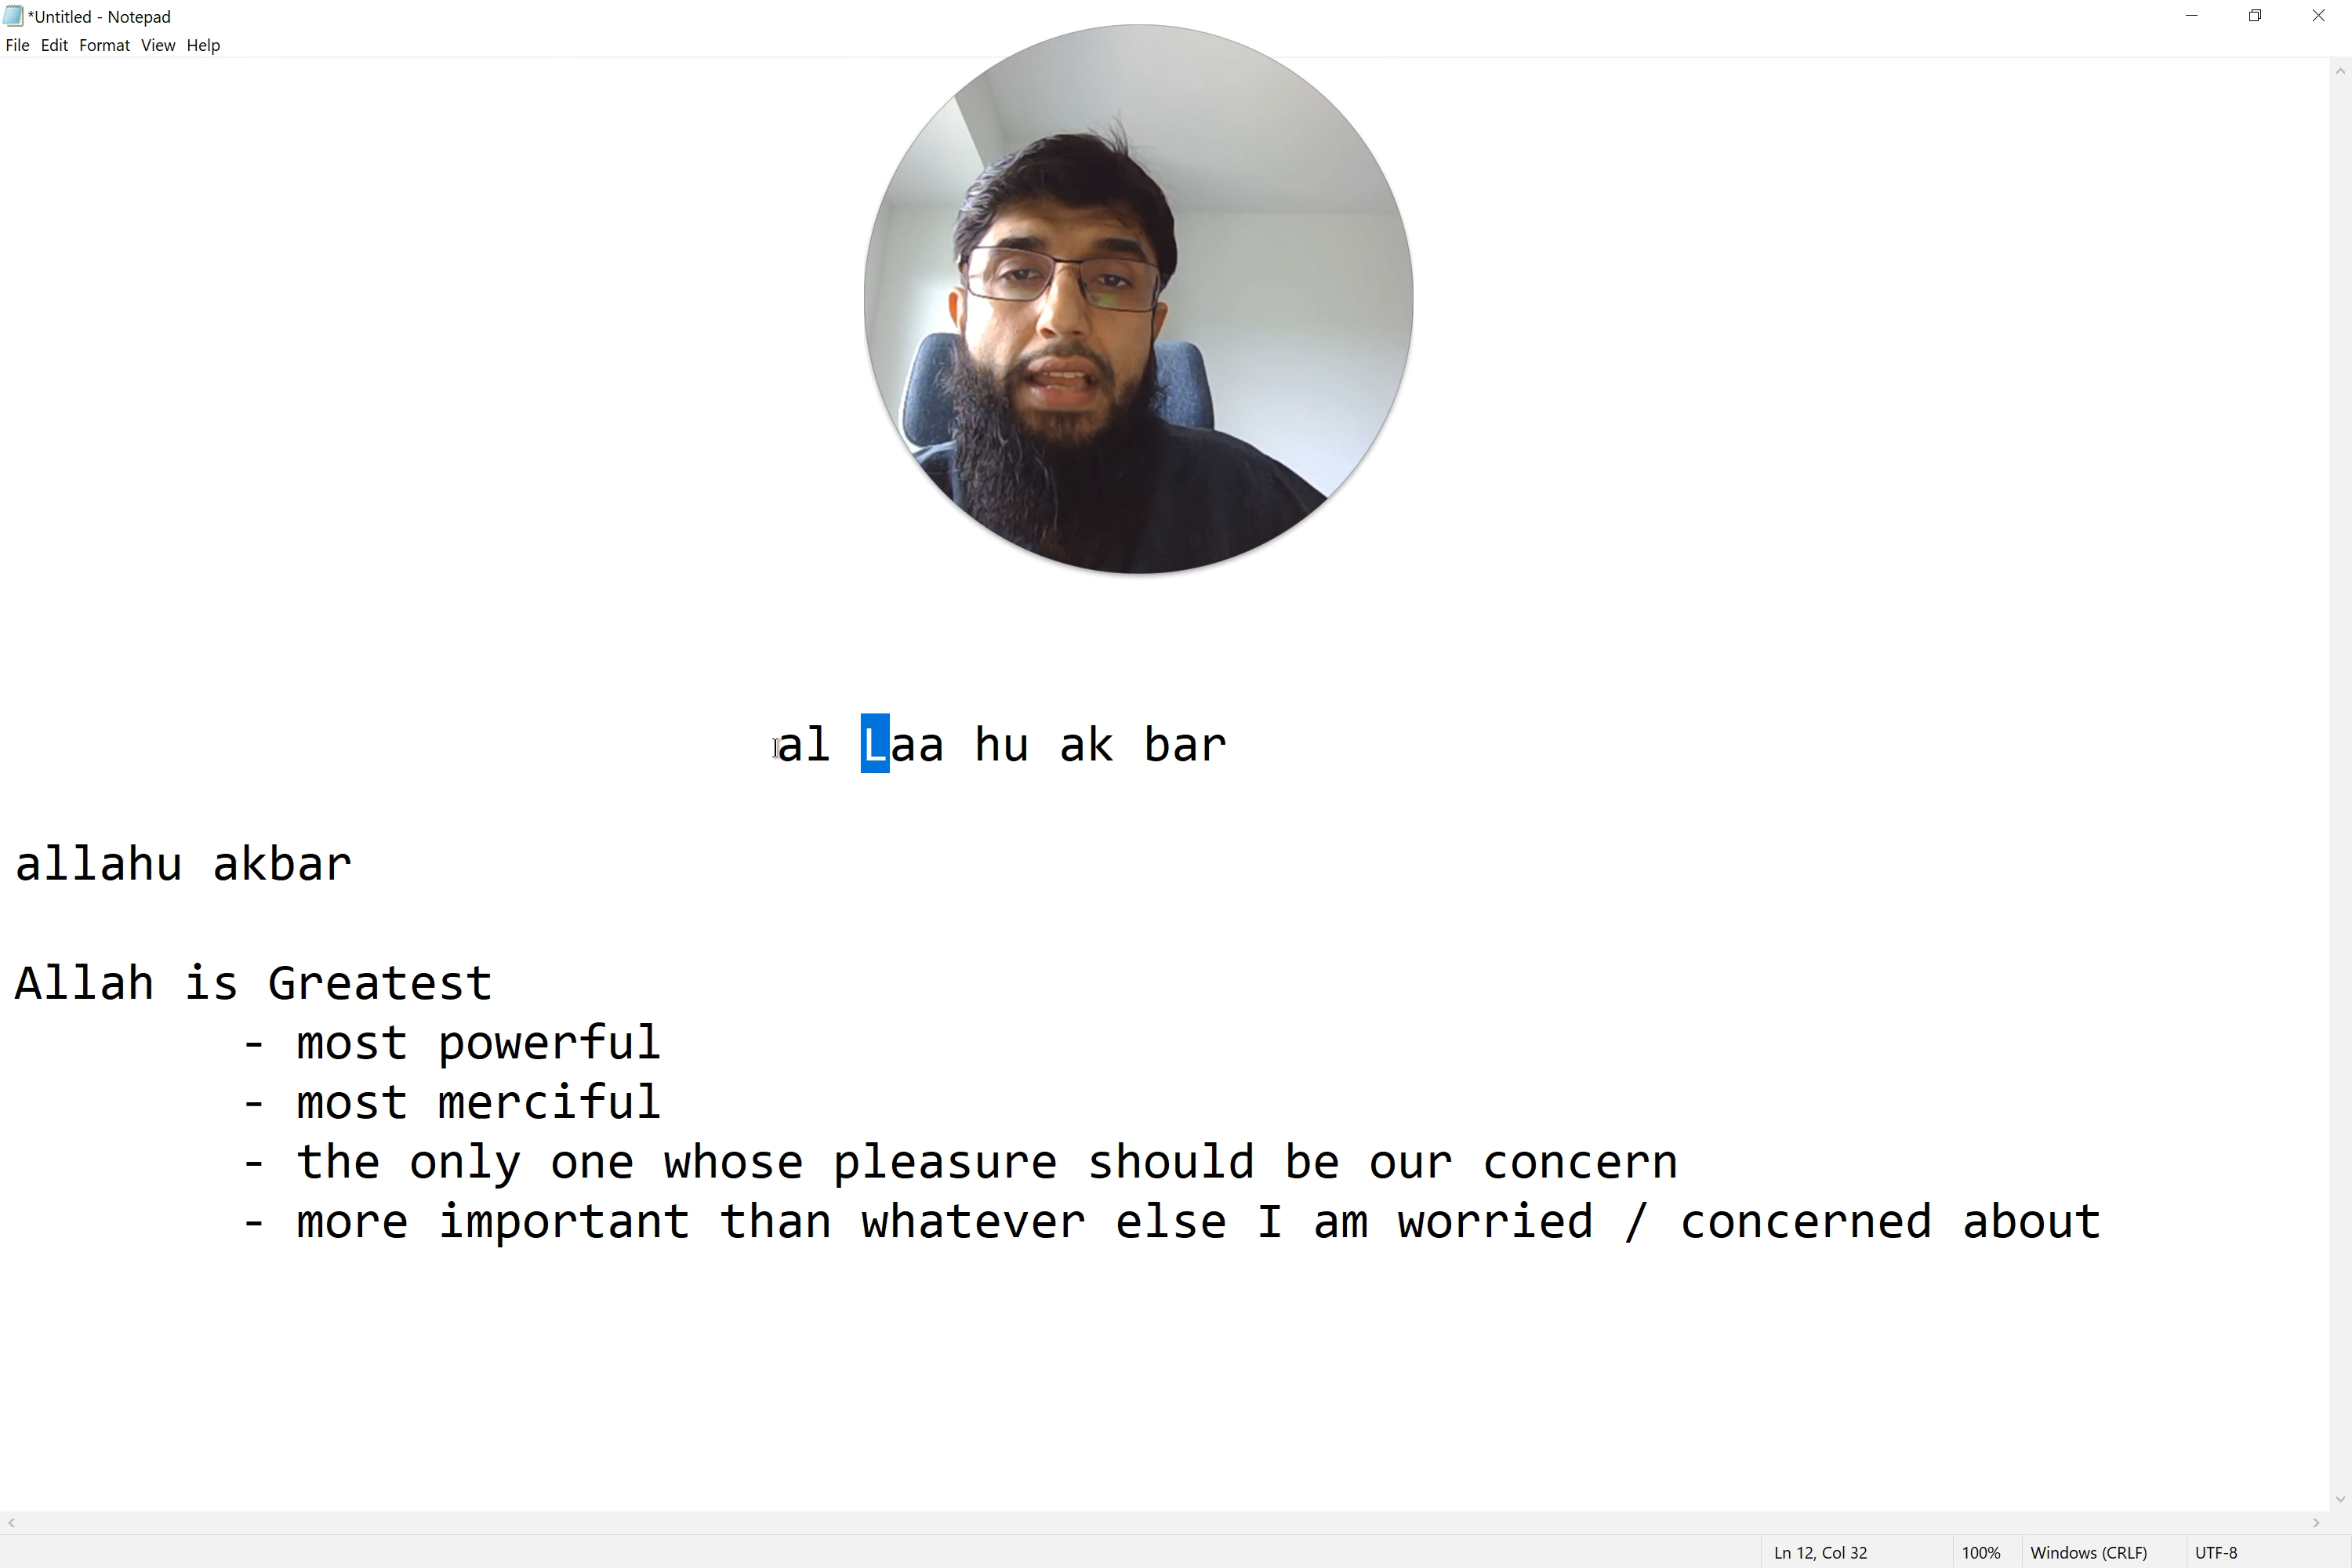 *Untitled - Notepad
File Edit Format View Help
al Laa hu ak bar
allahu akbar
Allah is Greatest
- most powerful
- most merciful
- the only one whose pleasure should be our concern
- more important than whatever else I am worried / concerned about
Ln 12, Col 32 100% Windows (CRLF) UTF-8